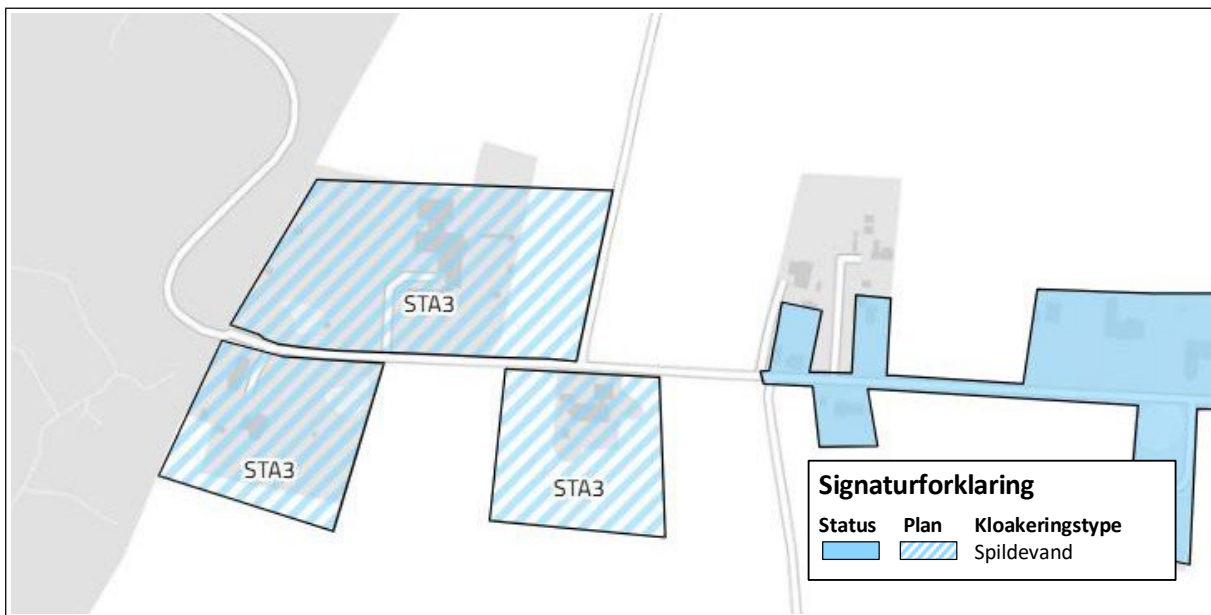 STA3
STA3
STA3
Signaturforklaring
Status Plan Kloakeringstype
Spildevand